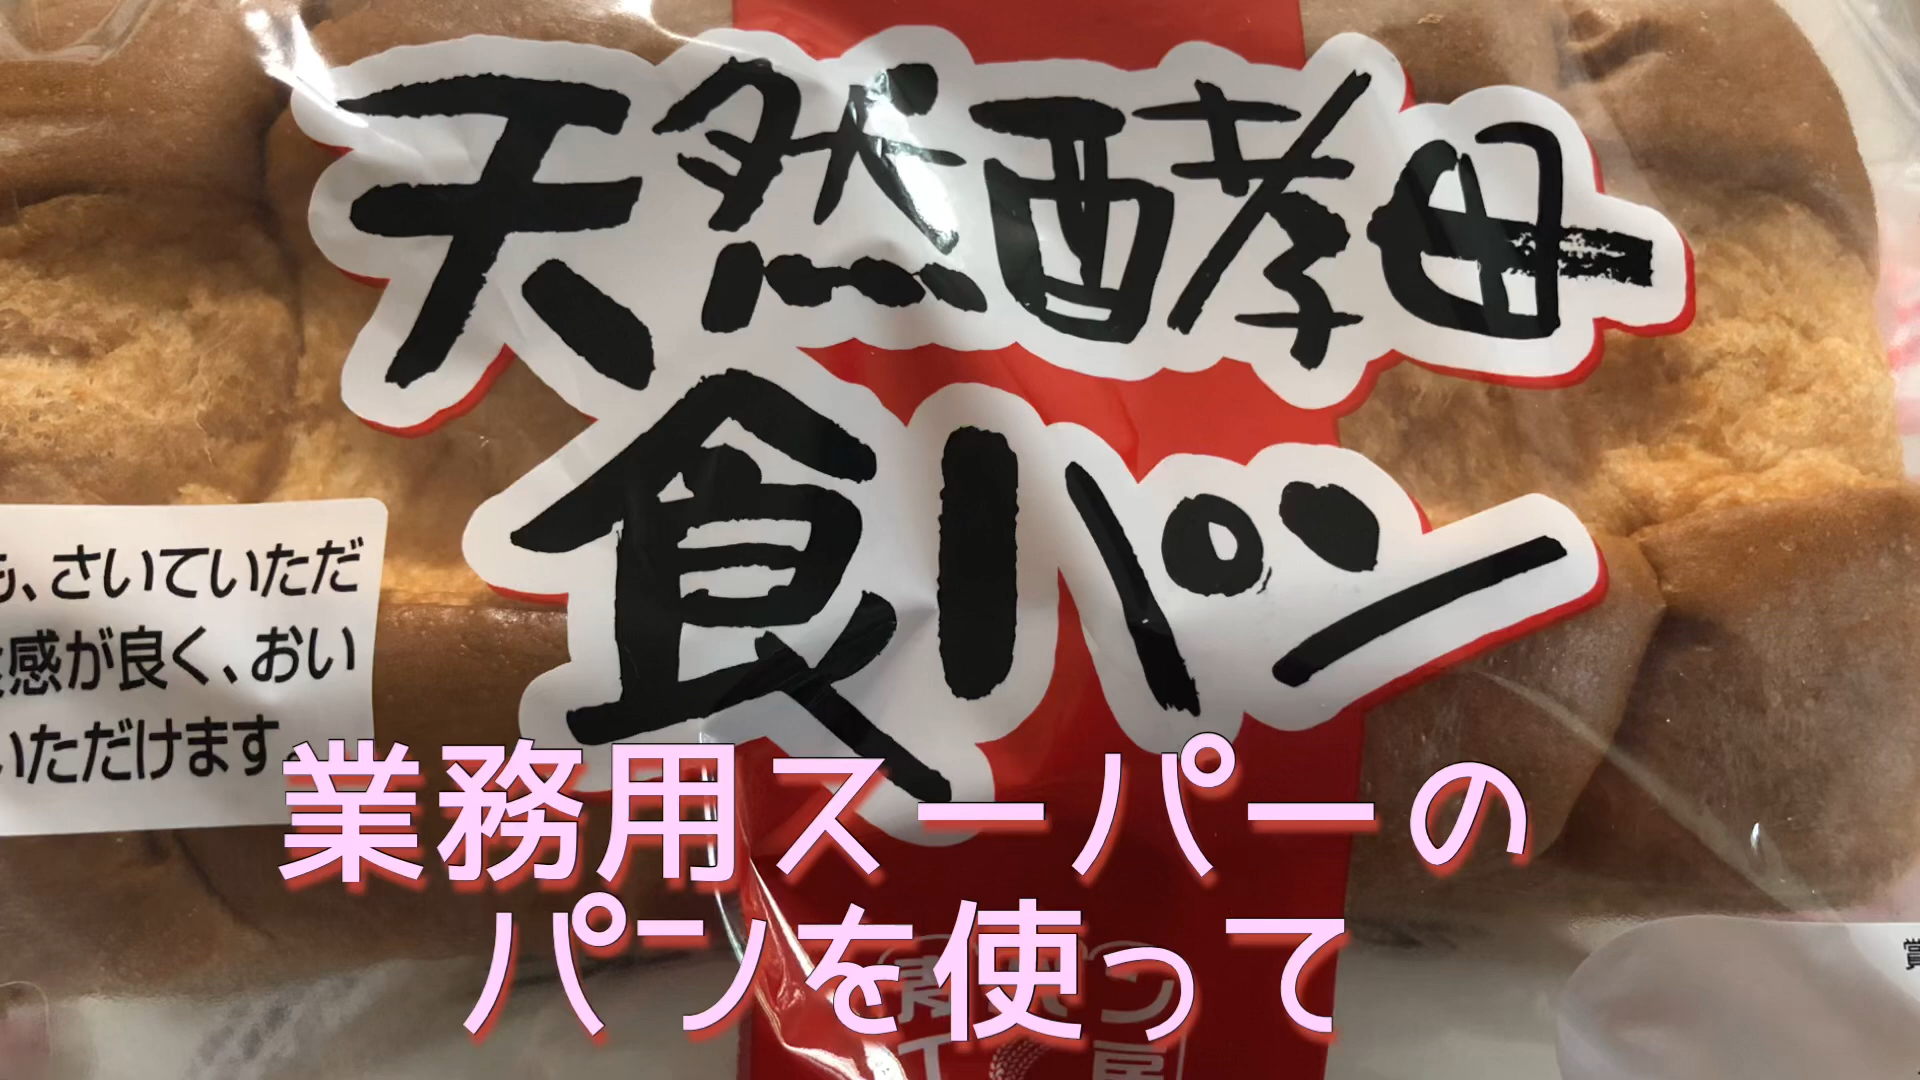 天然酵母
食パン
も、さいていただ
感が良く、おい
いただけます
業務用スーパーの
パンを使って